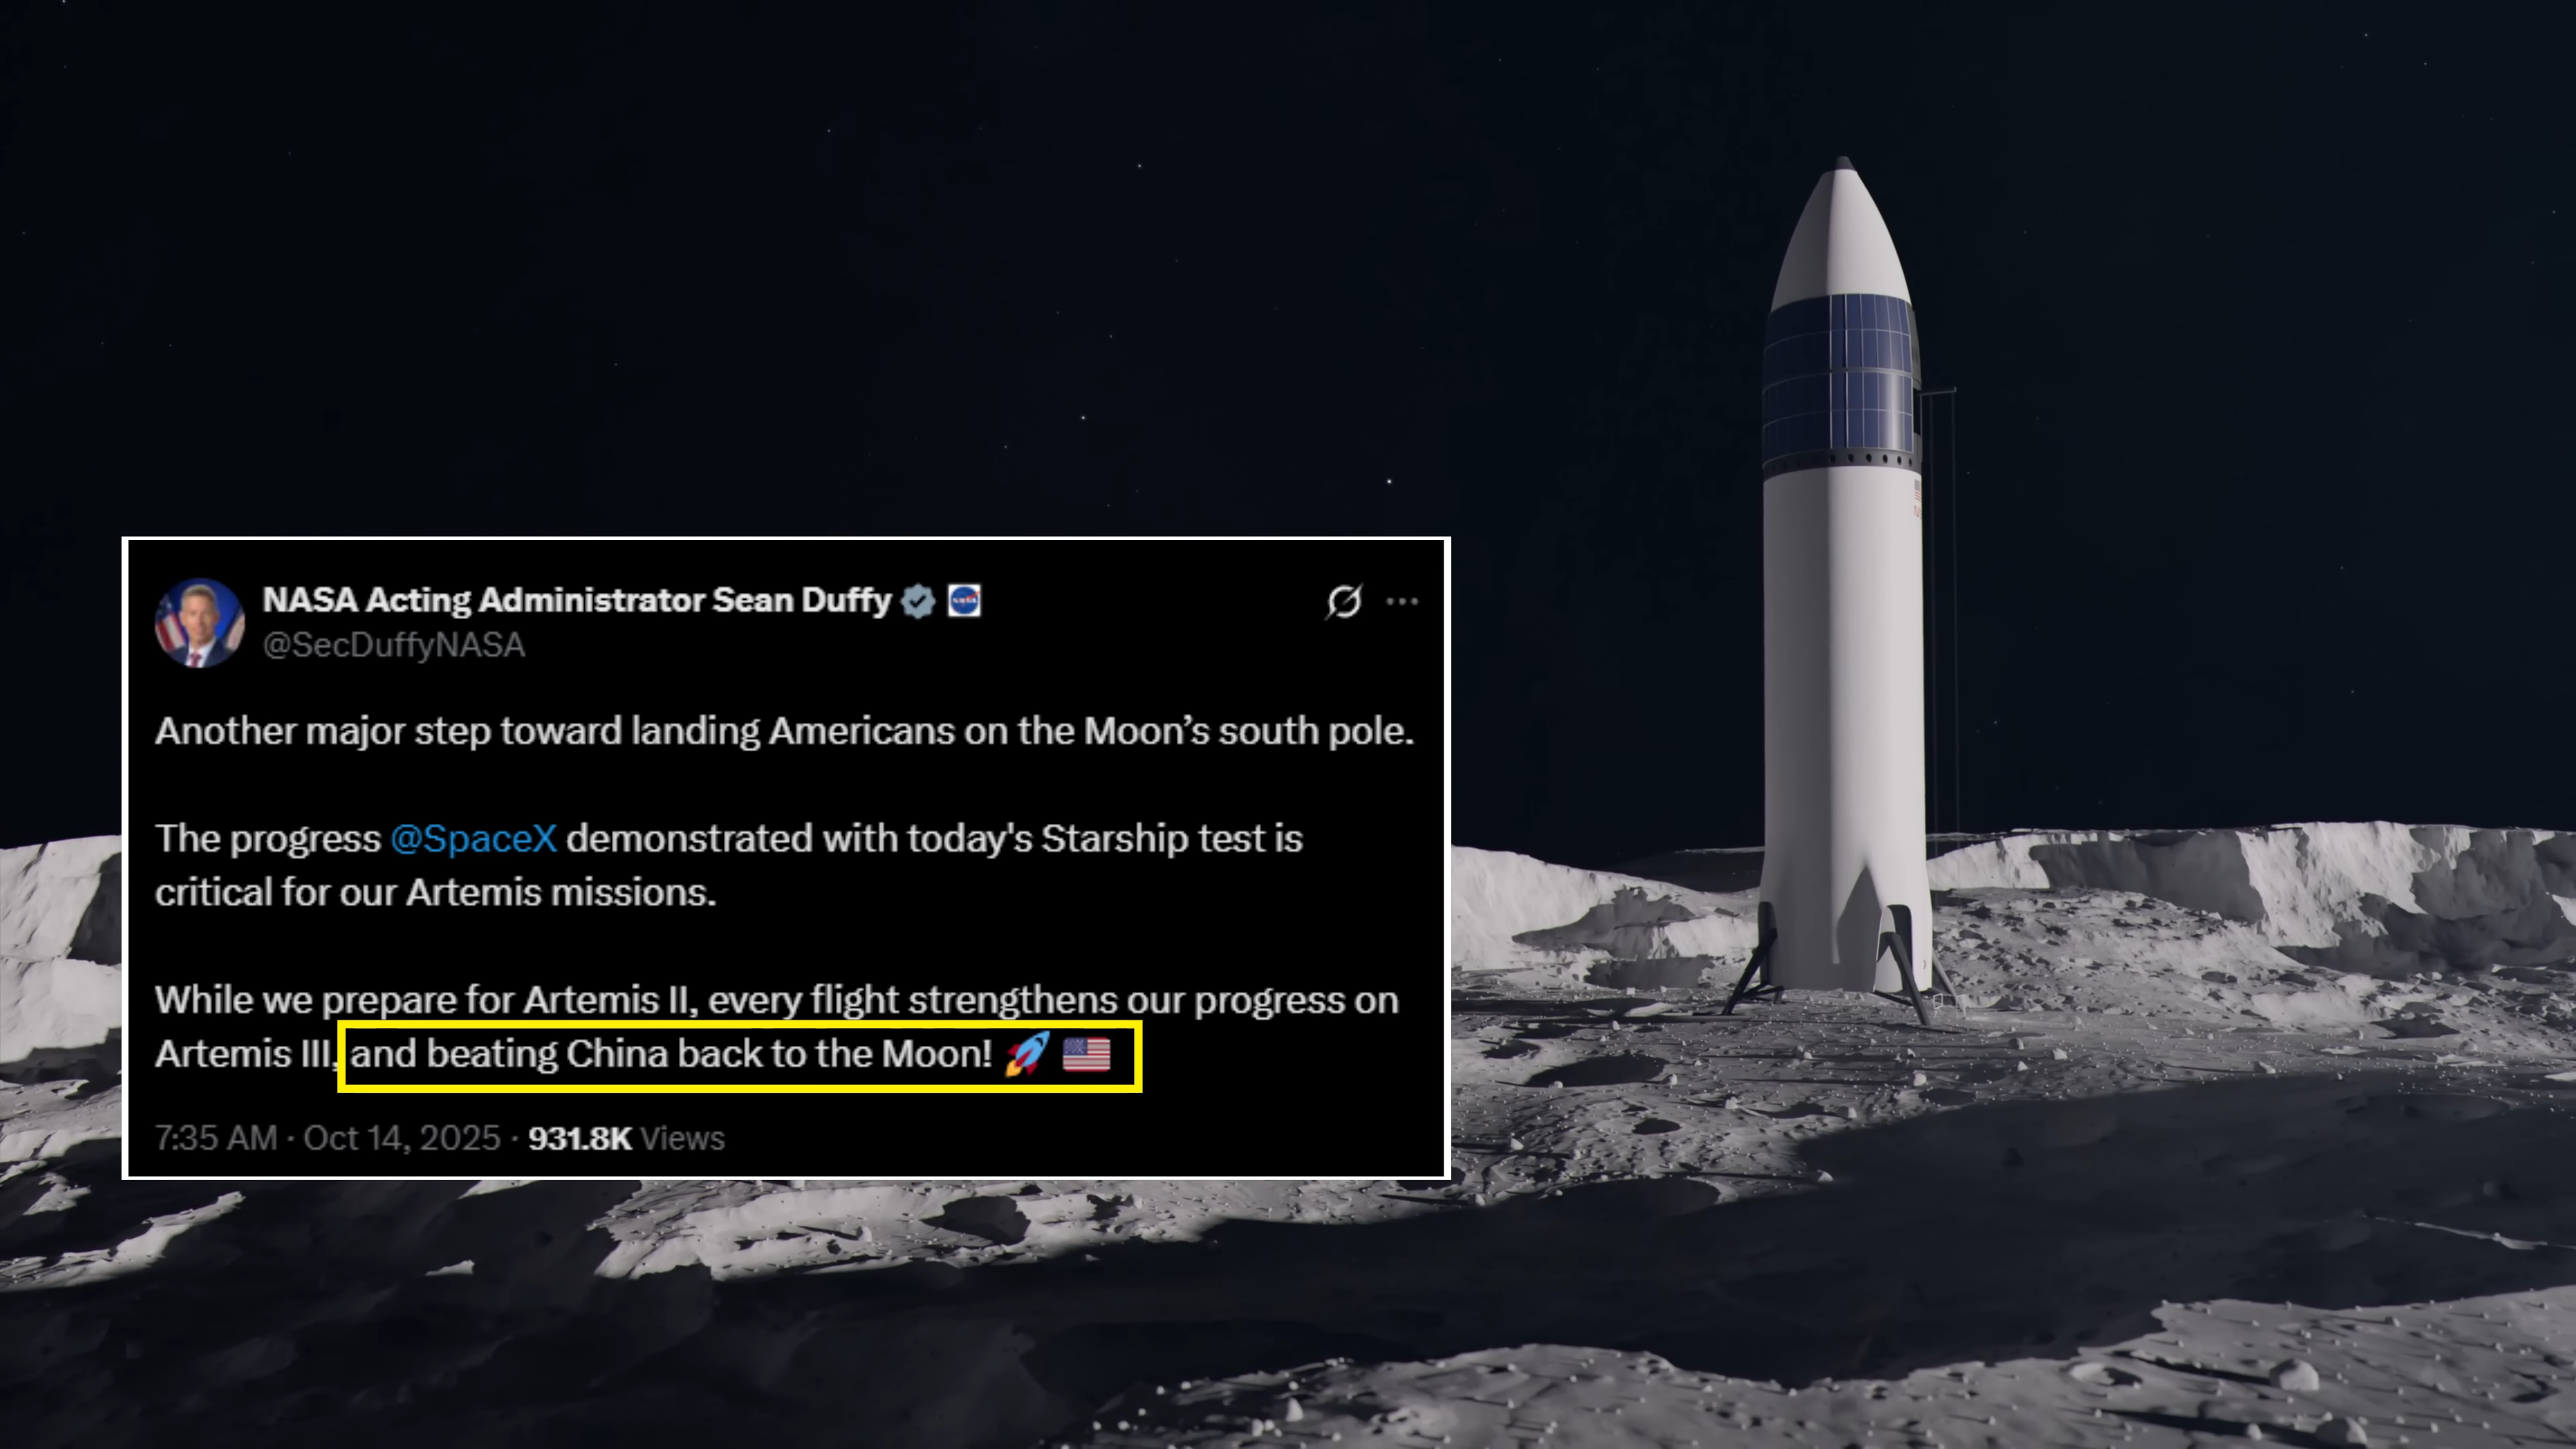 NASA Acting Administrator Sean Duffy
@SecDuffyNASA
Another major step toward landing Americans on the Moon’s south pole.
The progress @SpaceX demonstrated with today's Starship test is
critical for our Artemis missions.
While we prepare for Artemis II, every flight strengthens our progress on
Artemis III, and beating China back to the Moon! 🚀 🇺🇸
7:35 AM · Oct 14, 2025 · 931.8K Views